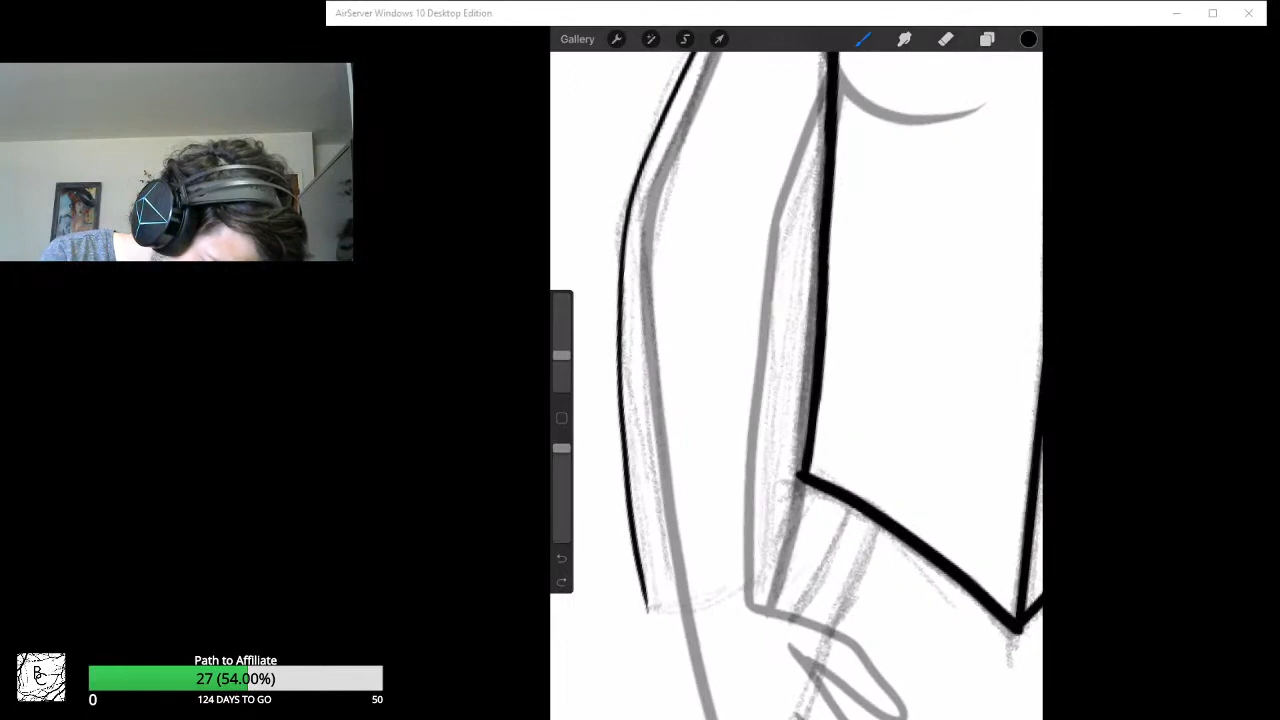 AirServer Windows 10 Desktop Edition
Gallery
Path to Affiliate
27 (54.00%)
0
124 DAYS TO GO
50